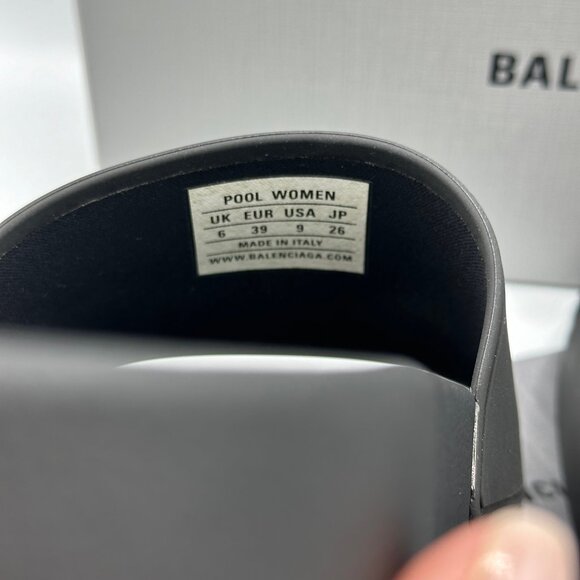 BAL
POOL WOMEN
UK EUR USA JP
6 39 9 26
MADE IN ITALY
WWW.BALENCIAGA.COM